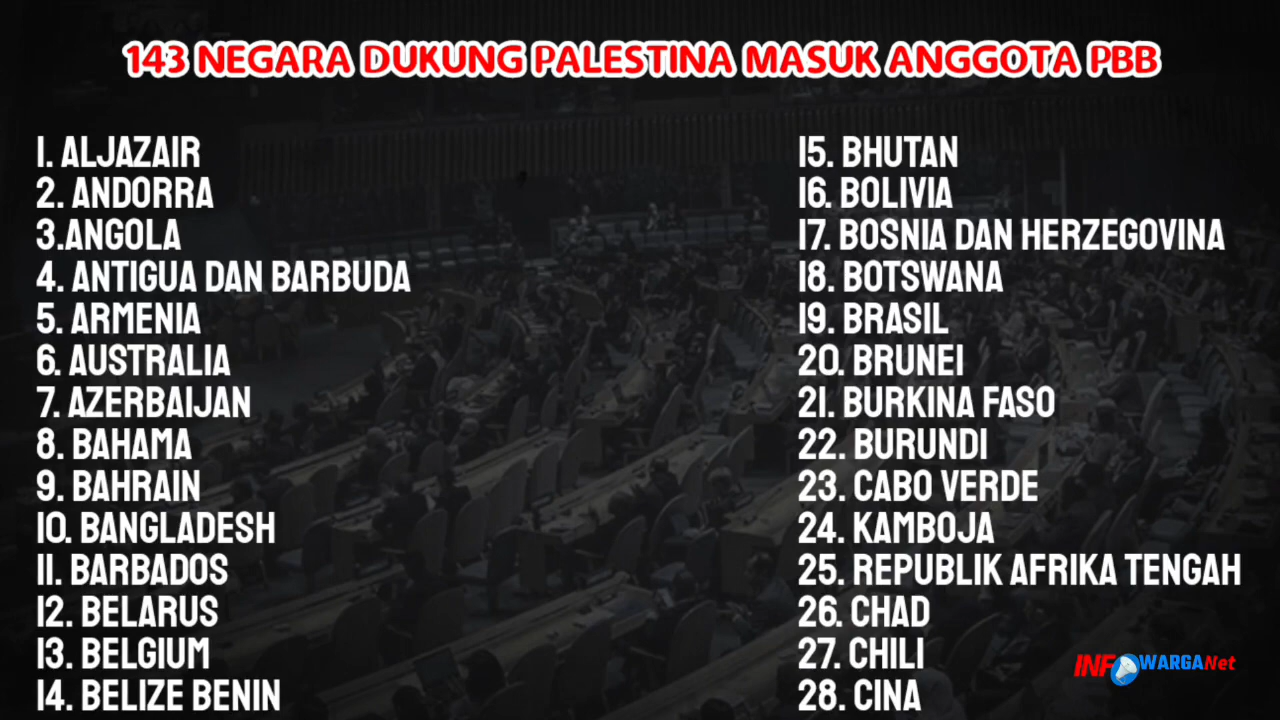 143 NEGARA DUKUNG PALESTINA MASUK ANGGOTA PBB
1. ALJAZAIR
2. ANDORRA
3.ANGOLA
4. ANTIGUA DAN BARBUDA
5. ARMENIA
6. AUSTRALIA
7. AZERBAIJAN
8. BAHAMA
9. BAHRAIN
10. BANGLADESH
11. BARBADOS
12. BELARUS
13. BELGIUM
14. BELIZE BENIN
15. BHUTAN
16. BOLIVIA
17. BOSNIA DAN HERZEGOVINA
18. BOTSWANA
19. BRASIL
20. BRUNEI
21. BURKINA FASO
22. BURUNDI
23. CABO VERDE
24. KAMBOJA
25. REPUBLIK AFRIKA TENGAH
26. CHAD
27. CHILI
28. CINA
INFOWARGANet